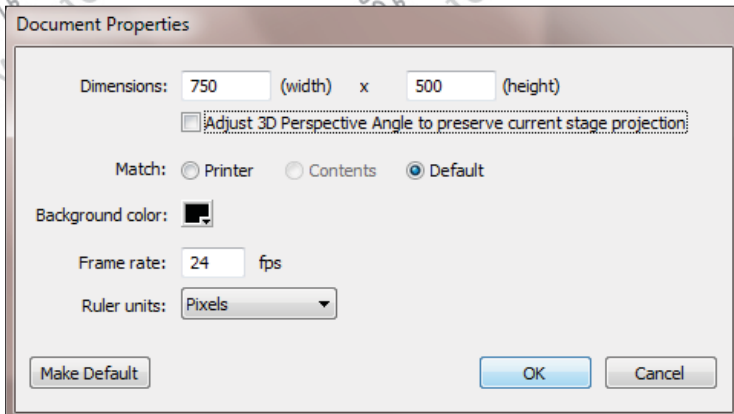 Document Properties
Dimensions: 750 (width) x 500 (height)
Adjust 3D Perspective Angle to preserve current stage projection
Match: Printer Contents Default
Background color:
Frame rate: 24 fps
Ruler units: Pixels
Make Default OK Cancel